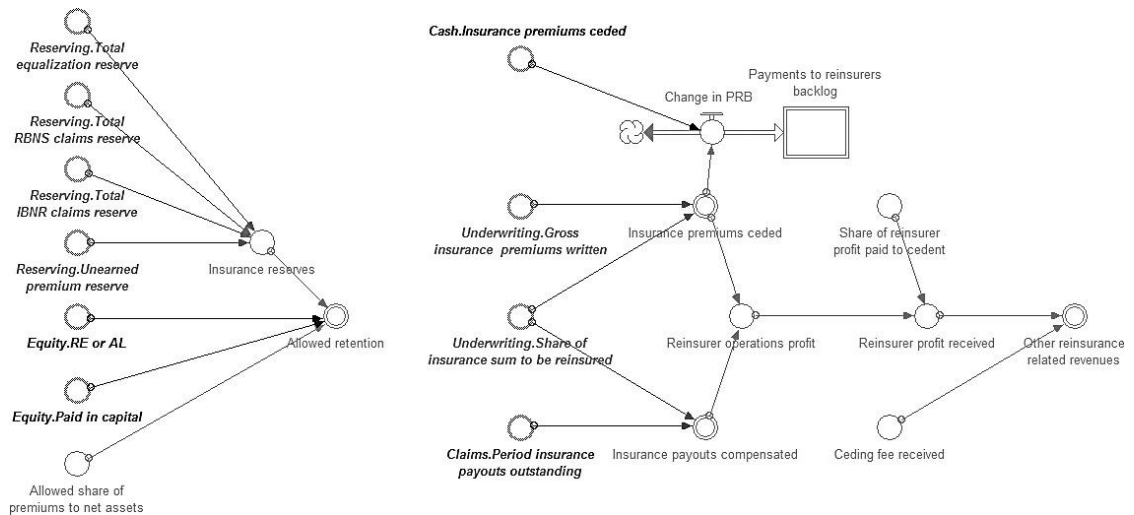 Reserving.Total
equalization reserve
Reserving.Total
RBNS claims reserve
Reserving.Total
IBNR claims reserve
Reserving.Unearned
premium reserve
Insurance reserves
Equity.RE or AL
Allowed retention
Equity.Paid in capital
Allowed share of
premiums to net assets
Cash.Insurance premiums ceded
Change in PRB
Payments to reinsurers
backlog
Underwriting.Gross
insurance premiums written
Insurance premiums ceded
Share of reinsurer
profit paid to cedent
Underwriting.Share of
insurance sum to be reinsured
Reinsurer operations profit
Reinsurer profit received
Other reinsurance
related revenues
Claims.Period insurance
payouts outstanding
Insurance payouts compensated
Ceding fee received